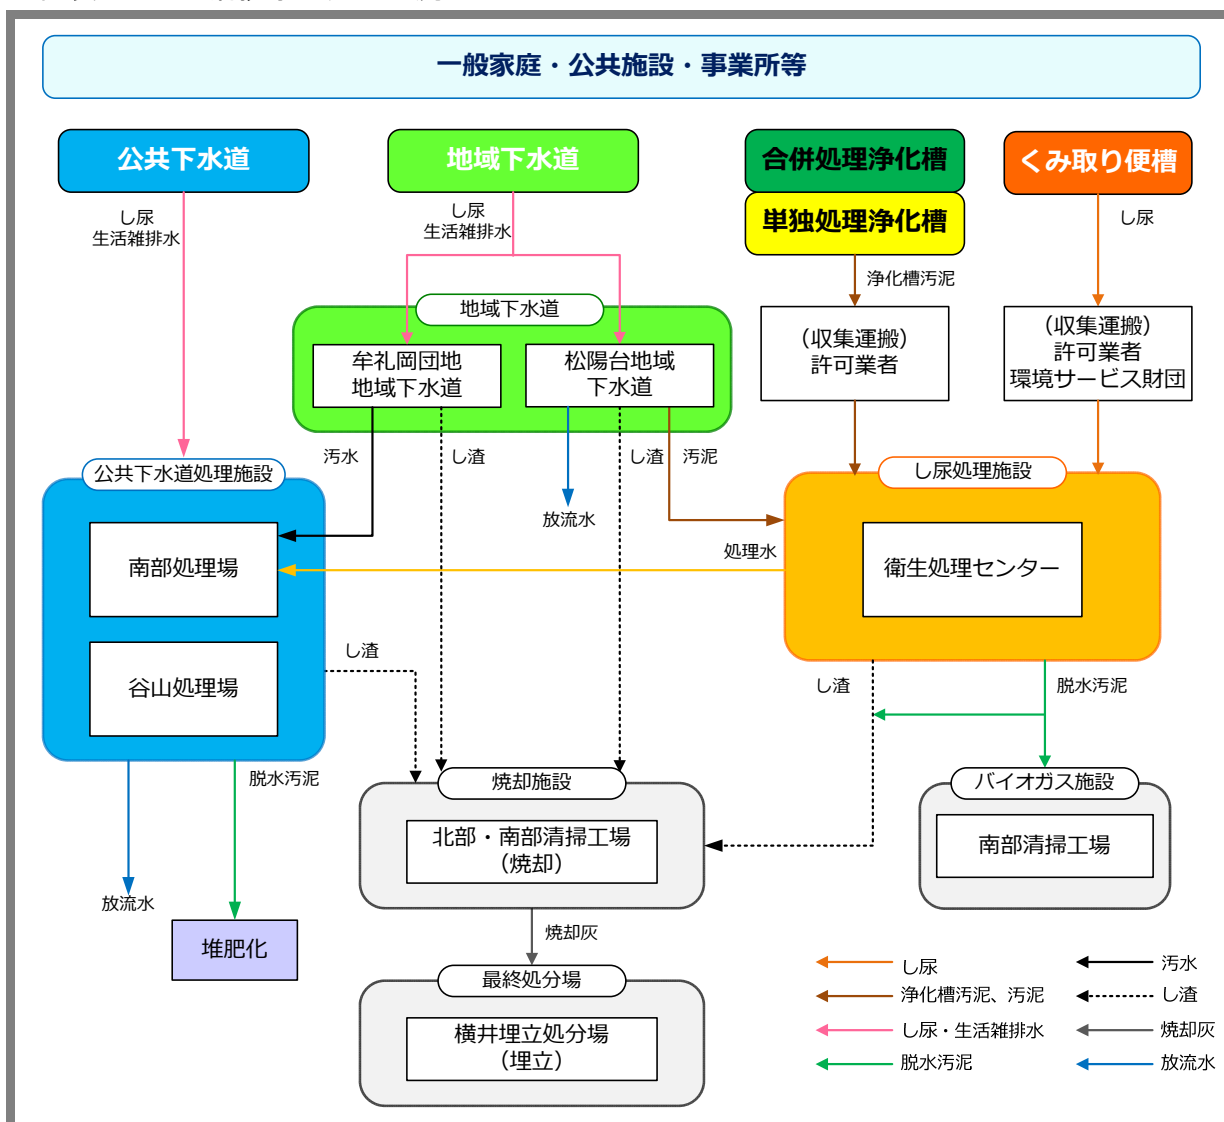 一般家庭・公共施設・事業所等
公共下水道
地域下水道
合併処理浄化槽
単独処理浄化槽
くみ取り便槽
し尿
生活雑排水
し尿
生活雑排水
浄化槽汚泥
し尿
地域下水道
牟礼岡団地
地域下水道
松陽台地域
下水道
（収集運搬）
許可業者
（収集運搬）
許可業者
環境サービス財団
汚水
し渣
し渣
汚泥
放流水
公共下水道処理施設
南部処理場
谷山処理場
し尿処理施設
衛生処理センター
処理水
し渣
し渣
脱水汚泥
脱水汚泥
放流水
堆肥化
焼却施設
北部・南部清掃工場
（焼却）
バイオガス施設
南部清掃工場
焼却灰
最終処分場
横井埋立処分場
（埋立）
し尿
浄化槽汚泥、汚泥
し尿・生活雑排水
脱水汚泥
汚水
し渣
焼却灰
放流水